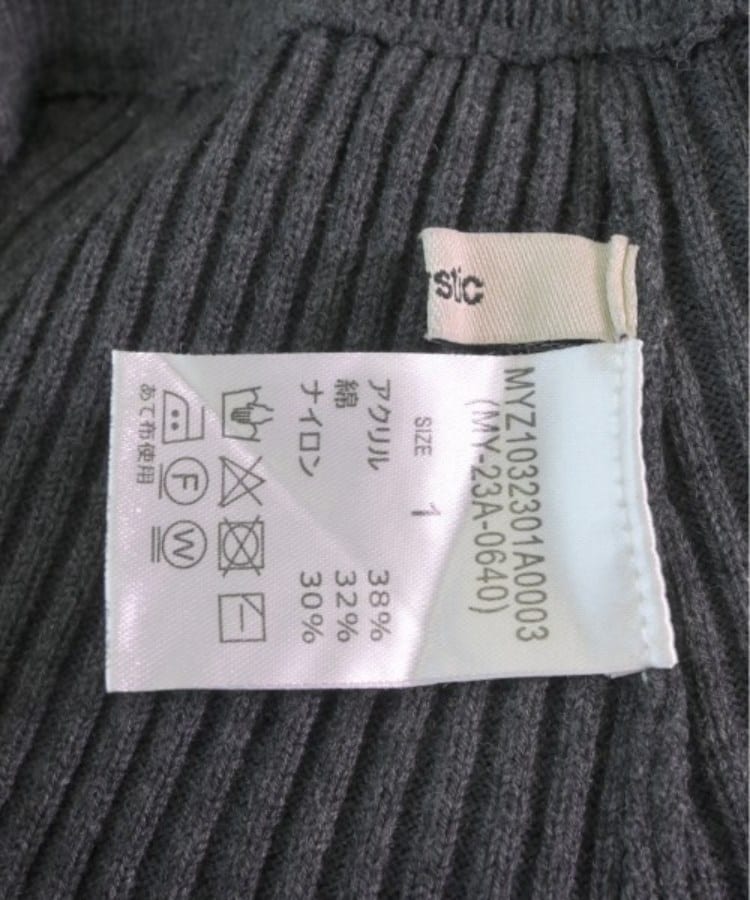 stic
MYZ1032301A0003
(MY-23A-0640)
SIZE 1
アクリル 38%
綿 32%
ナイロン 30%
F W
あて布使用